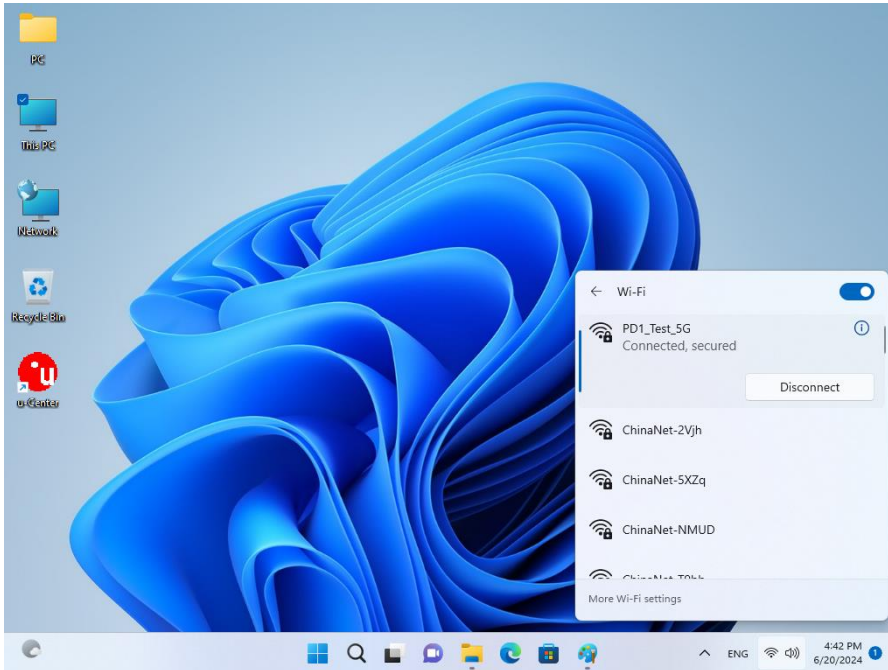 PC
This PC
Network
Recycle Bin
u
u-Center
Wi-Fi
PD1_Test_5G
Connected, secured
Disconnect
ChinaNet-2Vjh
ChinaNet-5XZq
ChinaNet-NMUD
More Wi-Fi settings
ENG
4:42 PM
6/20/2024
1